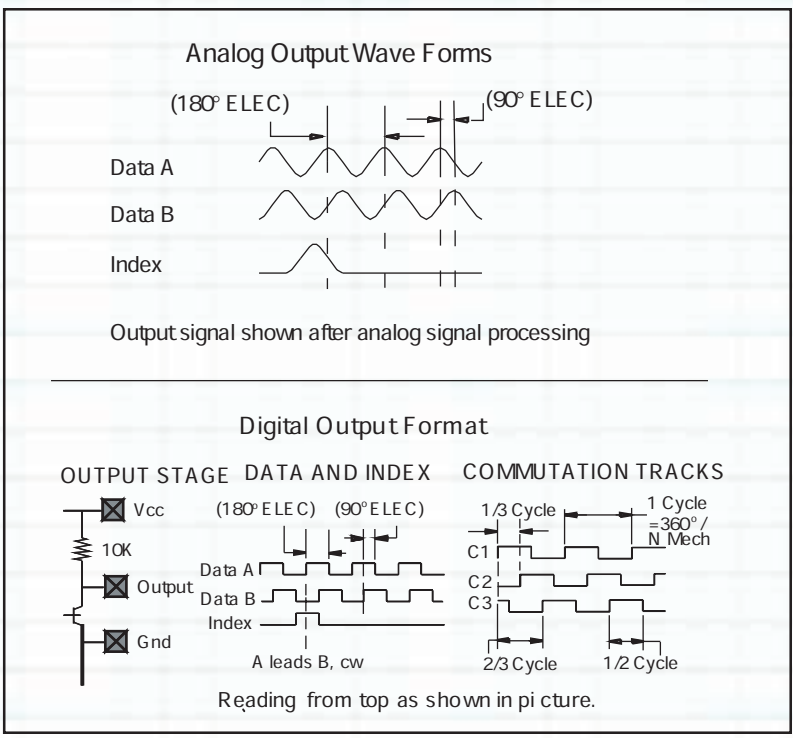 Analog Output Wave Forms
(180° ELEC)
(90° ELEC)
Data A
Data B
Index
Output signal shown after analog signal processing
Digital Output Format
OUTPUT STAGE
Vcc
10K
Output
Gnd
DATA AND INDEX
(180° ELEC) (90° ELEC)
Data A
Data B
Index
A leads B, cw
COMMUTATION TRACKS
1/3 Cycle
1 Cycle
=360°/
N Mech
C1
C2
C3
2/3 Cycle
1/2 Cycle
Reading from top as shown in picture.